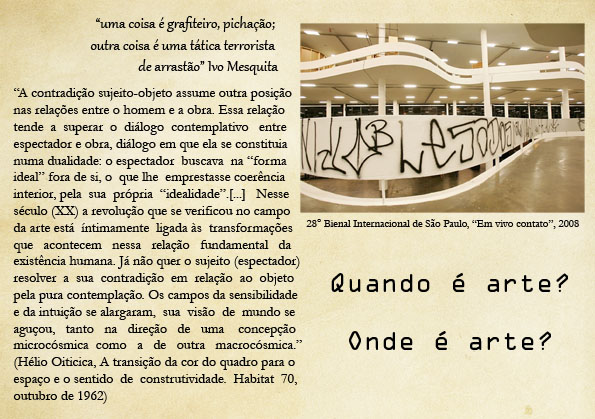 “uma coisa é grafiteiro, pichação;
outra coisa é uma tática terrorista
de arrastão” Ivo Mesquita
“A contradição sujeito-objeto assume outra posição
nas relações entre o homem e a obra. Essa relação
tende a superar o diálogo contemplativo entre
espectador e obra, diálogo em que ela se constituia
numa dualidade: o espectador buscava na “forma
ideal” fora de si, o que lhe emprestasse coerência
interior, pela sua própria “idealidade”.[...] Nesse
século (XX) a revolução que se verificou no campo
da arte está íntimamente ligada às transformações
que acontecem nessa relação fundamental da
existência humana. Já não quer o sujeito (espectador)
resolver a sua contradição em relação ao objeto
pela pura contemplação. Os campos da sensibilidade
e da intuição se alargaram, sua visão de mundo se
aguçou, tanto na direção de uma concepção
microcósmica como a de outra macrocósmica.”
(Hélio Oiticica, A transição da cor do quadro para o
espaço e o sentido de construtividade. Habitat 70,
outubro de 1962)
28° Bienal Internacional de São Paulo, “Em vivo contato”, 2008
Quando é arte?
Onde é arte?